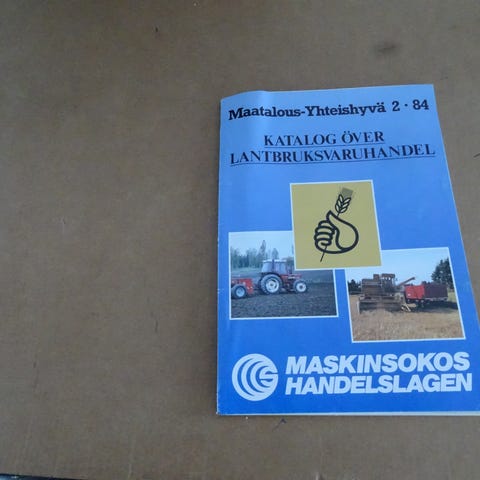 Maatalous-Yhteishyvä 2 · 84
KATALOG ÖVER
LANTBRUKSVARUHANDEL
MASKINSOKOS
HANDELSLAGEN